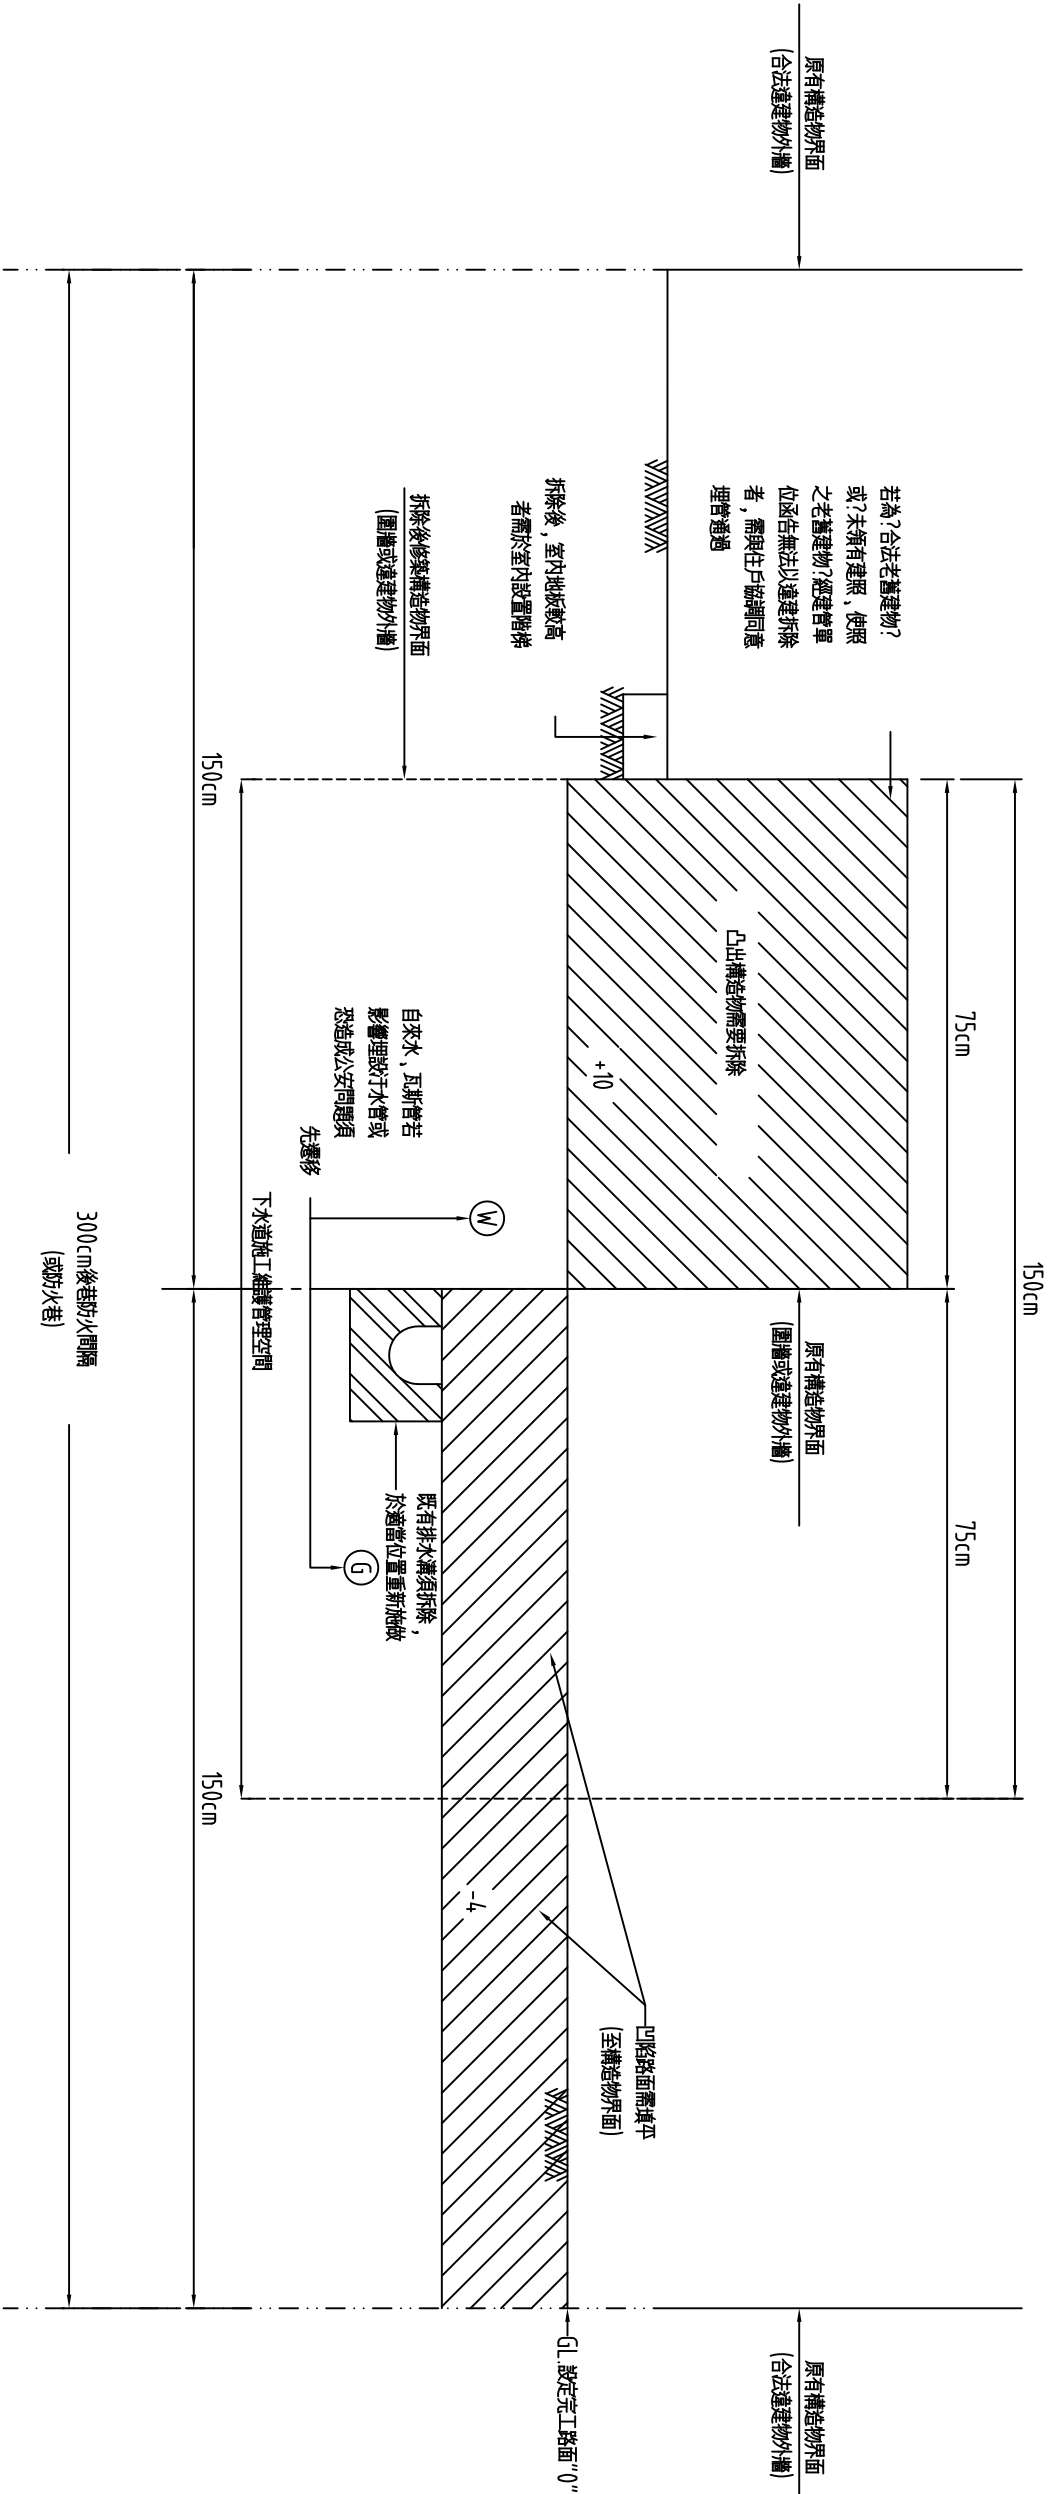 原有構造物界面
(合法違建物外牆)
150cm
75cm
75cm
原有構造物界面
(圍牆或違建物外牆)
原有構造物界面
(合法違建物外牆)
若為?合法老舊建物?
或?未領有建照，使照
之老舊建物?經建管單
位函告無法以違建拆除
者，需與住戶協調同意
埋管通過
凸出構造物需要拆除
+10
拆除後，室內地板較高
者需於室內設置階梯
凹陷路面需填平
(至構造物界面)
GL.設定完工路面"0"
拆除後修築構造物界面
(圍牆或違建物外牆)
W
-4
自來水，瓦斯管若
影響埋設汙水管或
恐造成公安問題須
先遷移
既有排水溝須拆除，
於適當位置重新施做
G
下水道施工維護管理空間
150cm
150cm
300cm後巷防火間隔
(或防火巷)